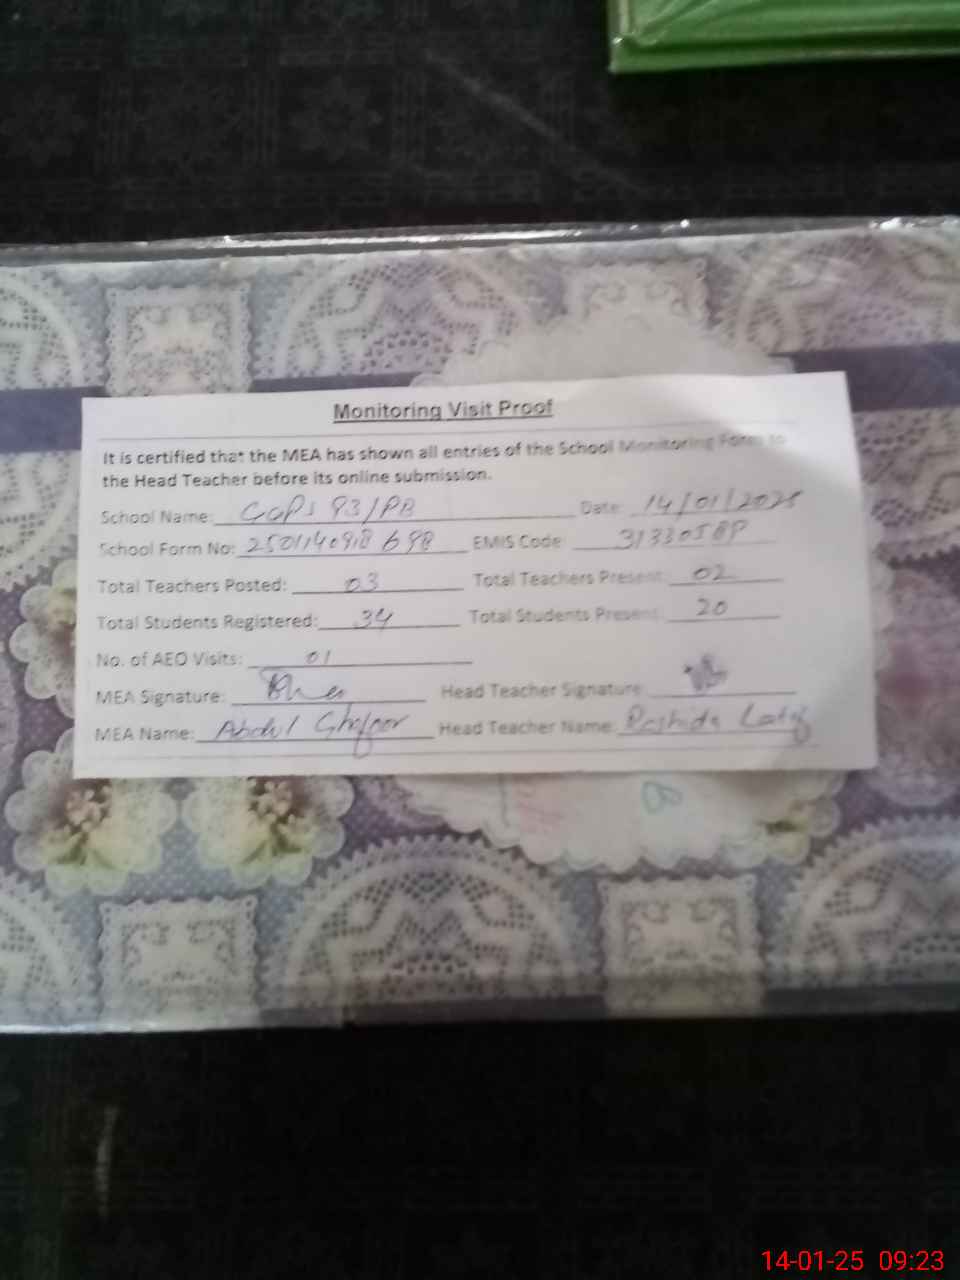 Monitoring Visit Proof
It is certified that the MEA has shown all entries of the School Monitoring Form to
the Head Teacher before its online submission.
School Name: GGPS 93/PB Date: 14/01/2025
School Form No: EMIS Code:
Total Teachers Posted: 03 Total Teachers Present: 02
Total Students Registered: 34 Total Students Present: 20
No. of AEO Visits: 01
MEA Signature: Head Teacher Signature:
MEA Name: Abdul Ghafoor Head Teacher Name: Rashida Latif
14-01-25 09:23